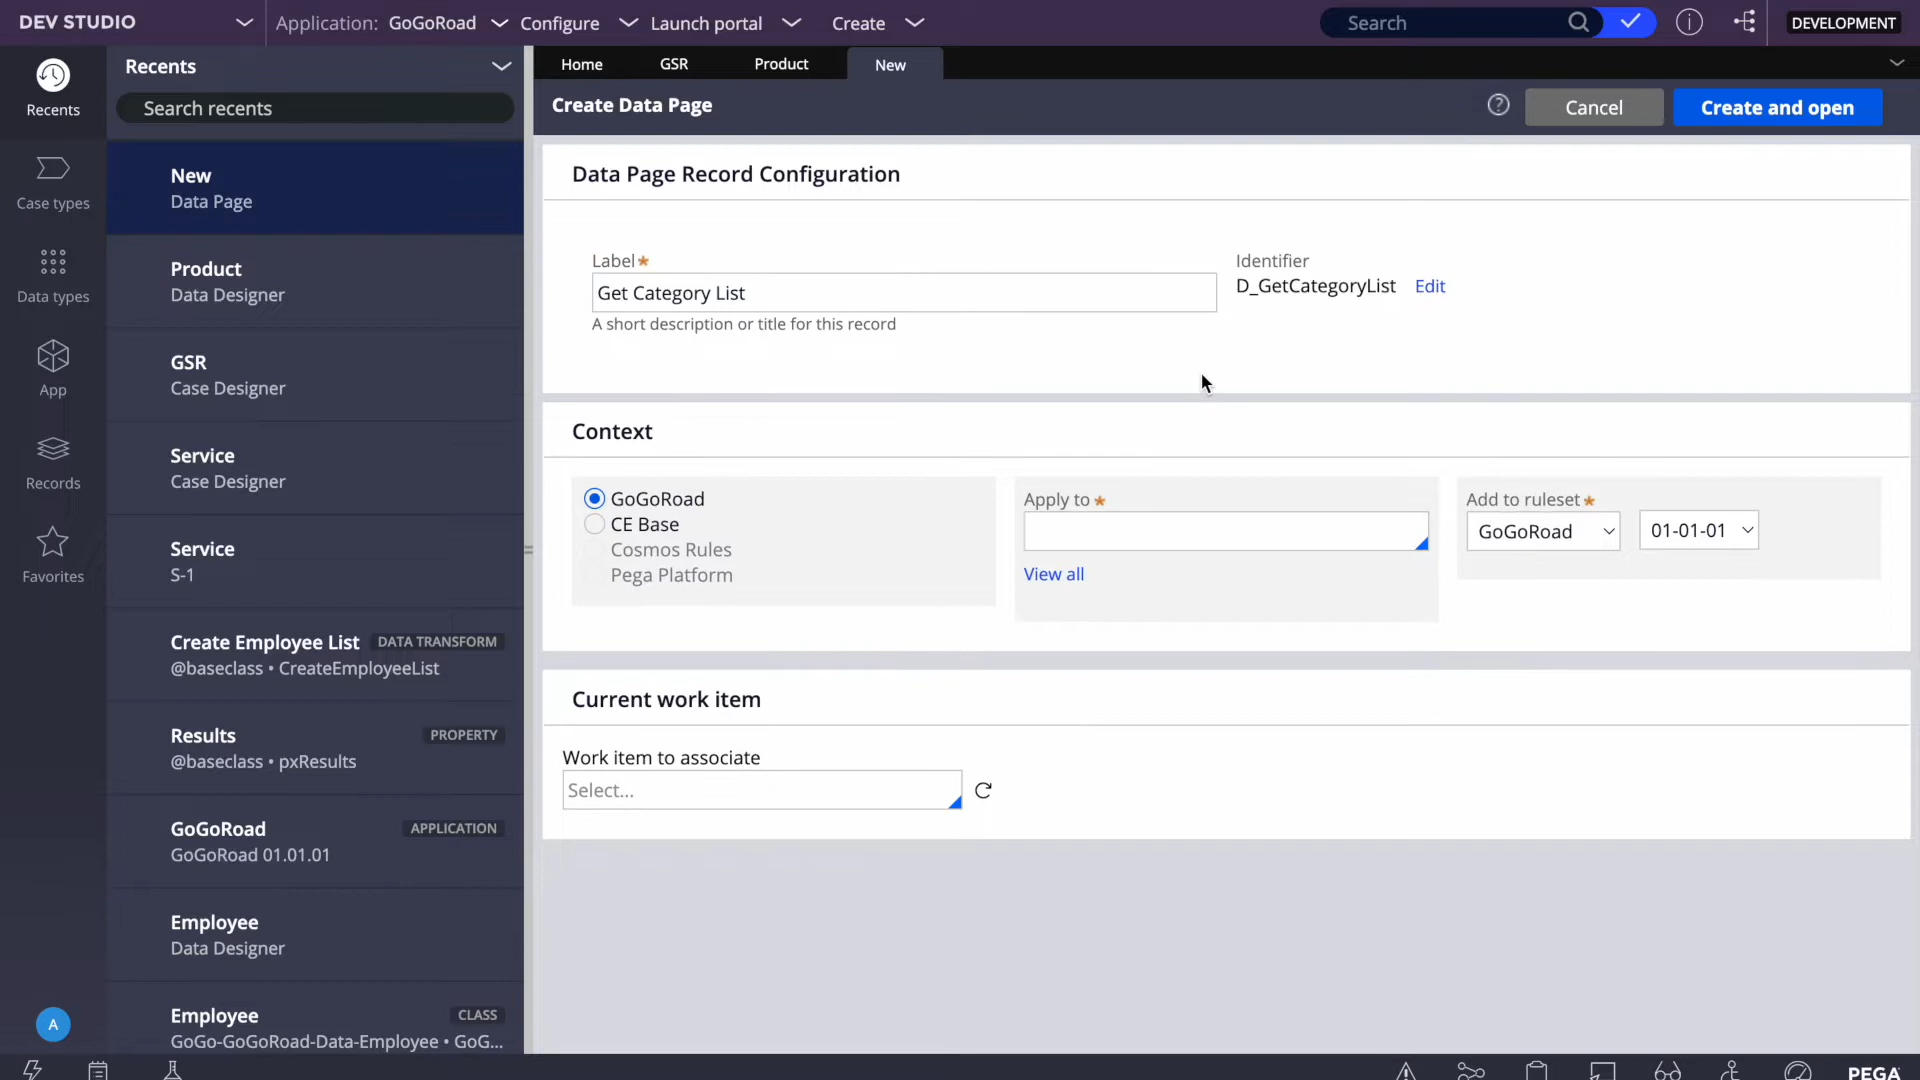 DEV STUDIO
Application: GoGoRoad
Configure
Launch portal
Create
Search
DEVELOPMENT
Recents
Case types
Data types
App
Records
Favorites
A
Recents
Search recents
New
Data Page
Product
Data Designer
GSR
Case Designer
Service
Case Designer
Service
S-1
Create Employee List DATA TRANSFORM
@baseclass • CreateEmployeeList
Results PROPERTY
@baseclass • pxResults
GoGoRoad APPLICATION
GoGoRoad 01.01.01
Employee
Data Designer
Employee CLASS
GoGo-GoGoRoad-Data-Employee • GoG...
Home GSR Product New
Create Data Page
Cancel
Create and open
Data Page Record Configuration
Label*
Get Category List
A short description or title for this record
Identifier
D_GetCategoryList Edit
Context
GoGoRoad
CE Base
Cosmos Rules
Pega Platform
Apply to *
View all
Add to ruleset *
GoGoRoad 01-01-01
Current work item
Work item to associate
Select...
PEGA